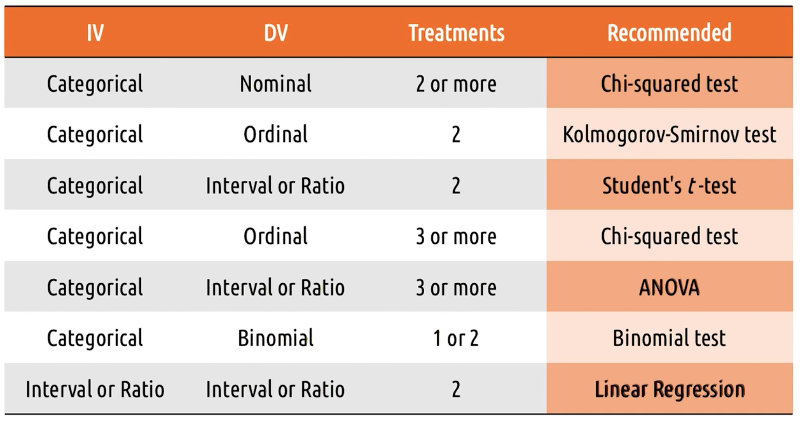 IV DV Treatments Recommended
Categorical Nominal 2 or more Chi-squared test
Categorical Ordinal 2 Kolmogorov-Smirnov test
Categorical Interval or Ratio 2 Student's t-test
Categorical Ordinal 3 or more Chi-squared test
Categorical Interval or Ratio 3 or more ANOVA
Categorical Binomial 1 or 2 Binomial test
Interval or Ratio Interval or Ratio 2 Linear Regression